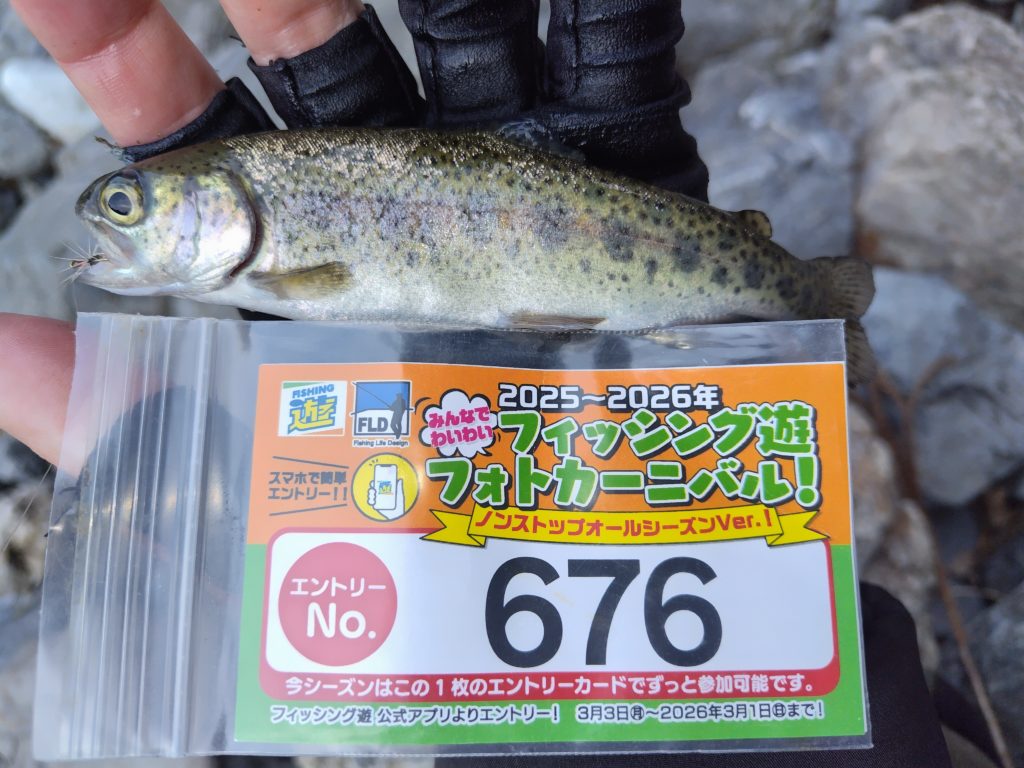 FISHING
遊
FLD
Fishing Life Design
2025～2026年
みんなで
わいわい
フィッシング遊
フォトカーニバル!
スマホで簡単
エントリー!!
ノンストップオールシーズンVer.!
エントリー
No.
676
今シーズンはこの1枚のエントリーカードでずっと参加可能です。
フィッシング遊 公式アプリよりエントリー! 3月3日㊊～2026年3月1日㊐まで!